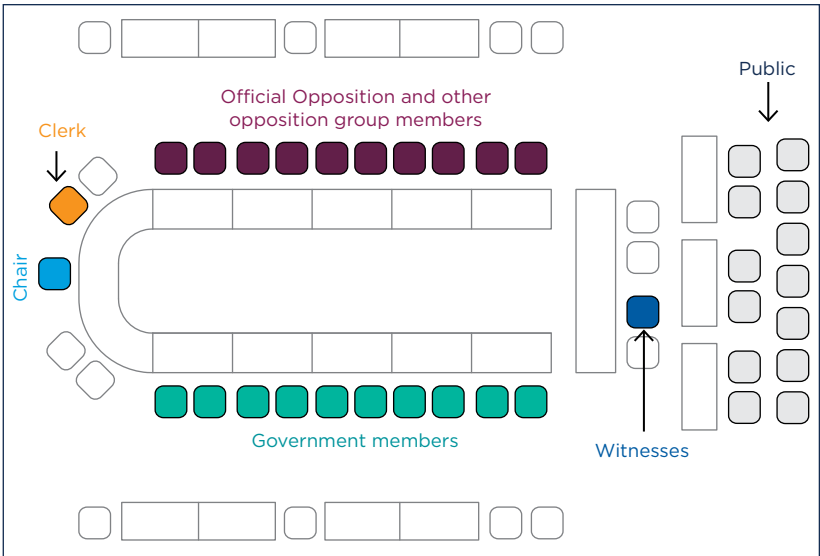 Public
Official Opposition and other
opposition group members
Clerk
Chair
Government members
Witnesses